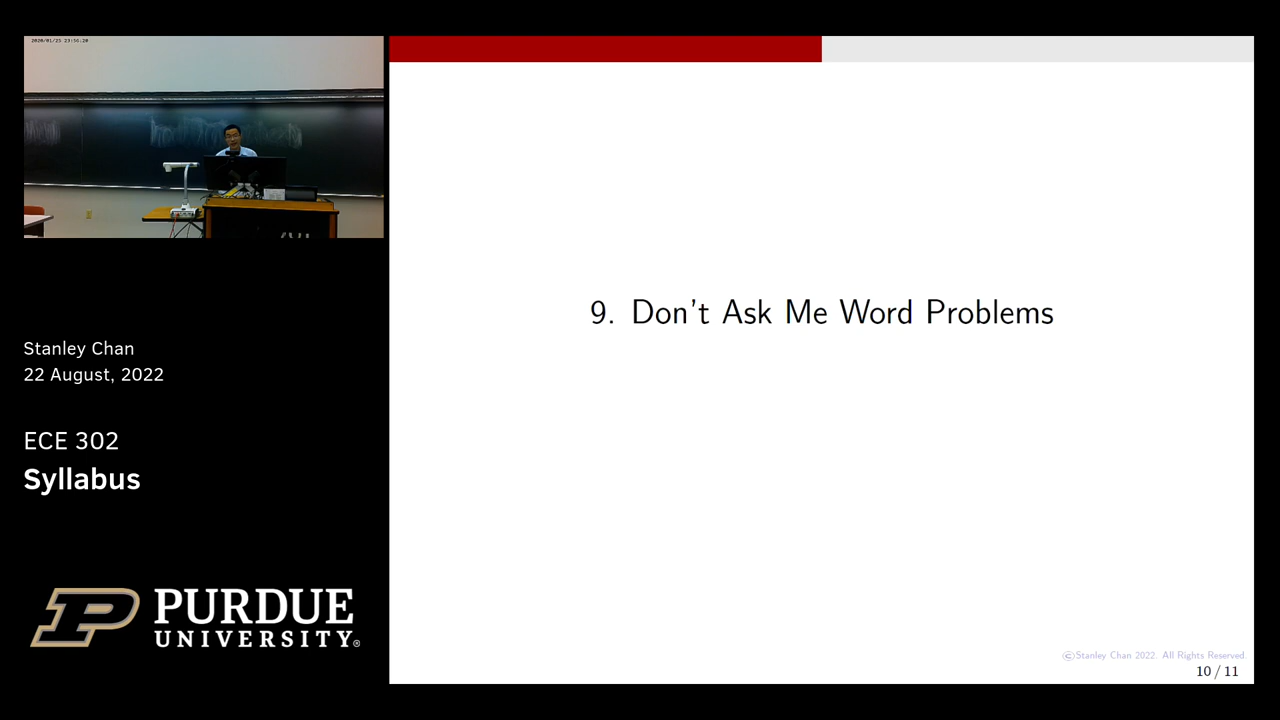 9. Don't Ask Me Word Problems
Stanley Chan
22 August, 2022
ECE 302
Syllabus
PURDUE
UNIVERSITY®
©Stanley Chan 2022. All Rights Reserved.
10 / 11